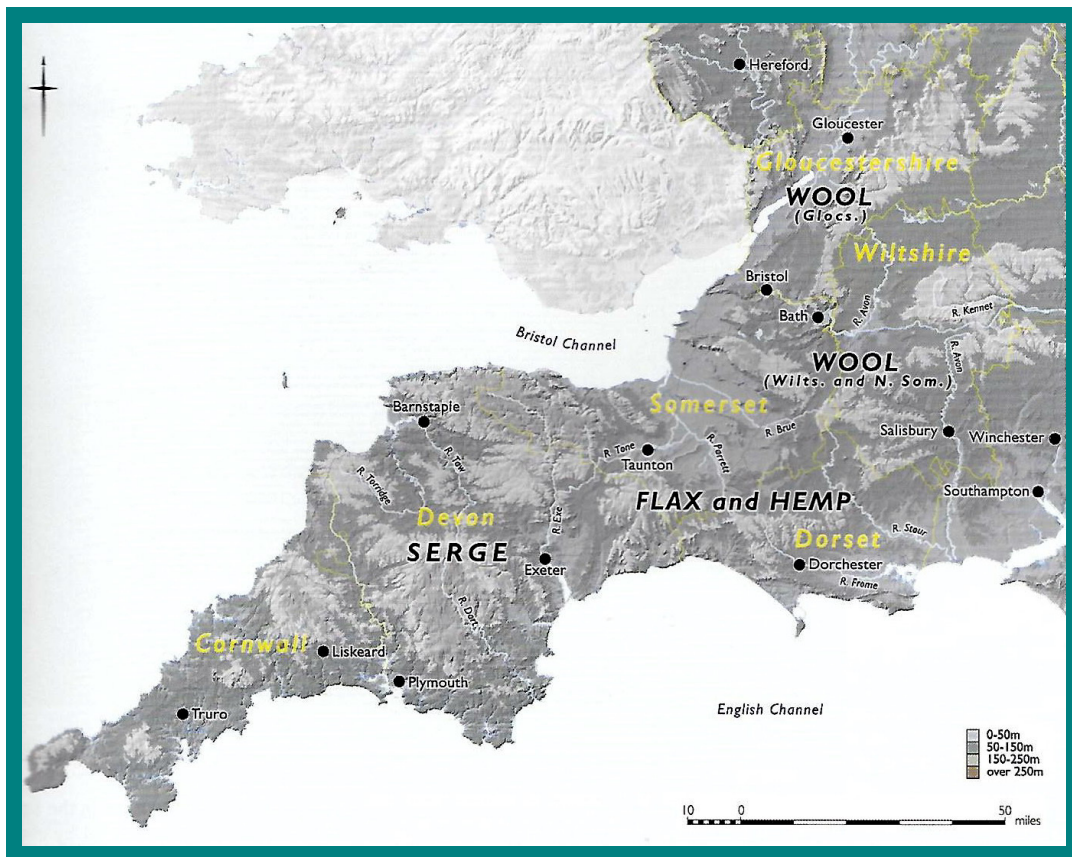 Hereford
Gloucester
Gloucestershire
WOOL
(Glocs.)
Wiltshire
Bristol
R. Avon
R. Kennet
Bath
Bristol Channel
R. Avon
WOOL
(Wilts. and N. Som.)
Somerset
Barnstaple
R. Brue
Salisbury
Winchester
R. Tone
R. Parrett
Taunton
R. Taw
R. Torridge
Southampton
FLAX and HEMP
Devon
R. Exe
R. Stour
SERGE
Dorset
Exeter
Dorchester
R. Frome
R. Dart
Cornwall
Liskeard
Plymouth
Truro
English Channel
0-50m
50-150m
150-250m
over 250m
10 0 50
miles